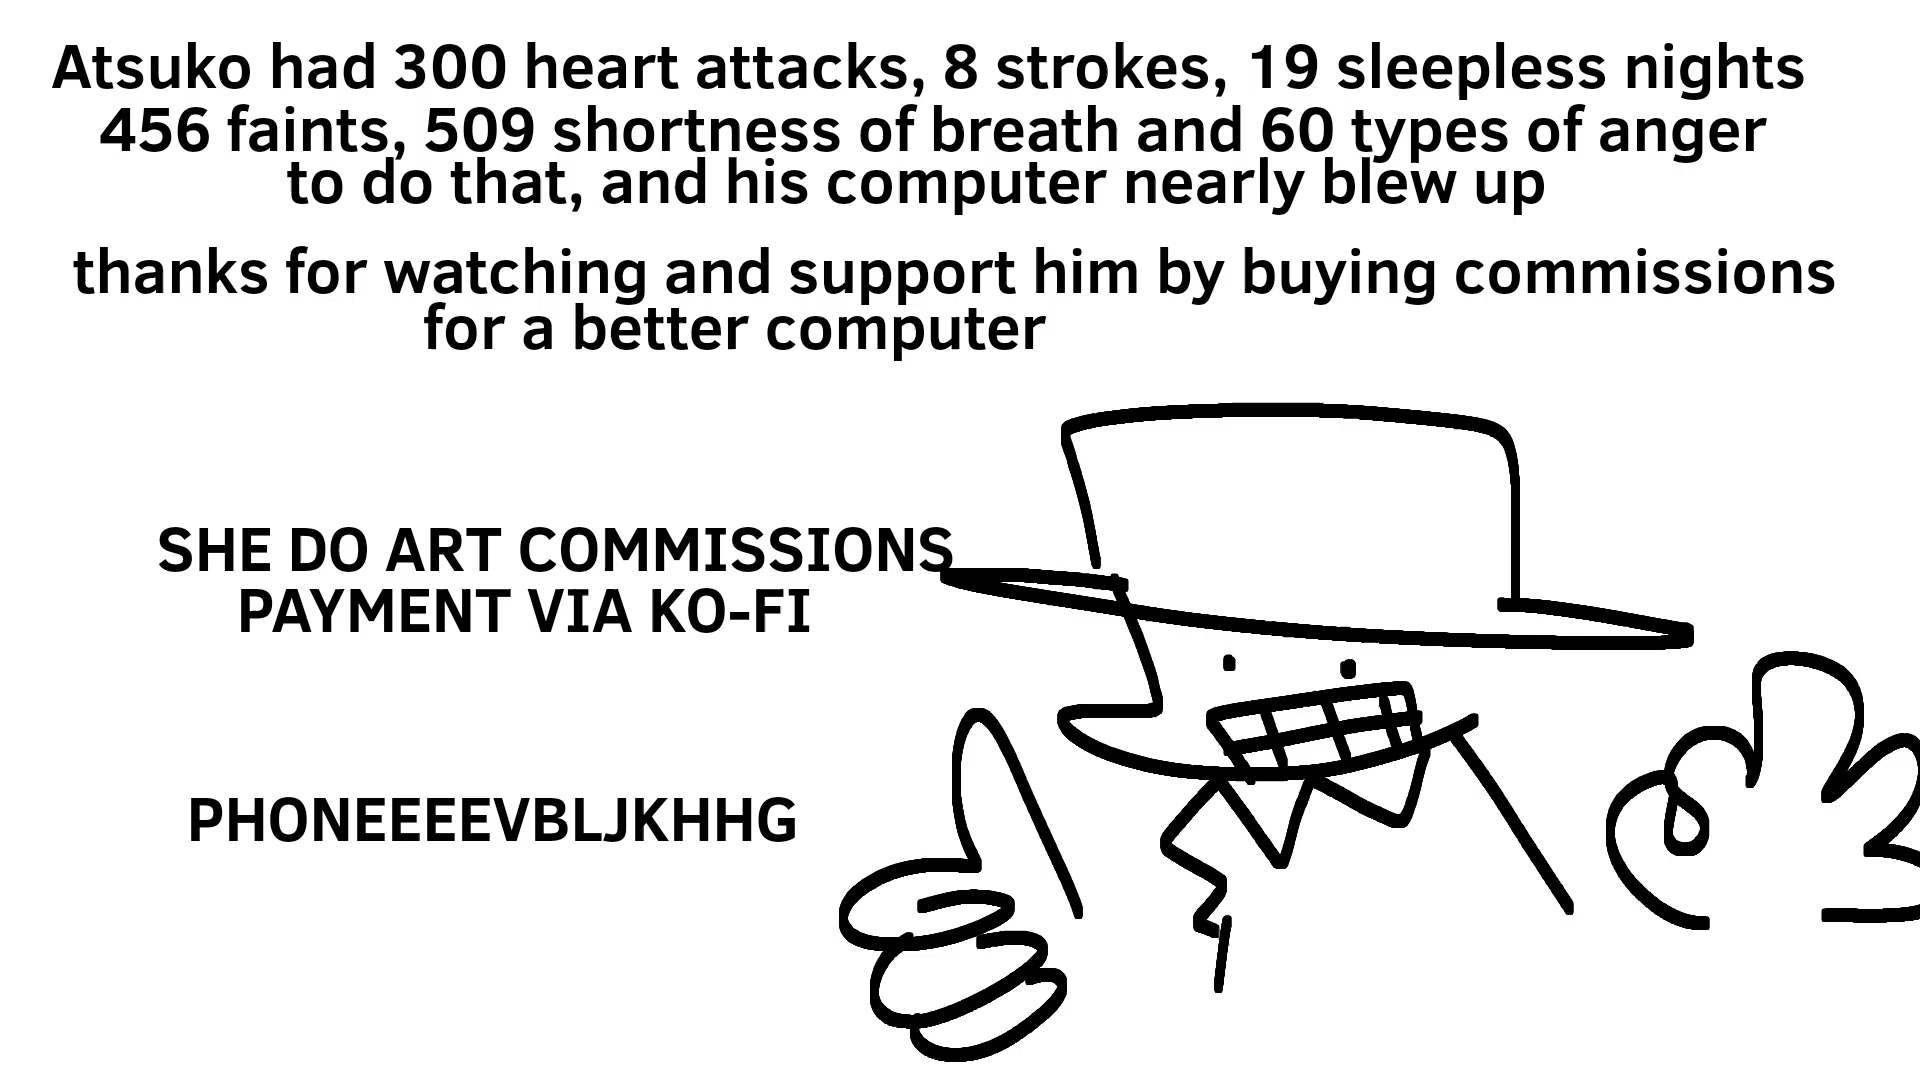 Atsuko had 300 heart attacks, 8 strokes, 19 sleepless nights
456 faints, 509 shortness of breath and 60 types of anger
to do that, and his computer nearly blew up
thanks for watching and support him by buying commissions
for a better computer
SHE DO ART COMMISSIONS
PAYMENT VIA KO-FI
PHONEEEEVBLJKHHG